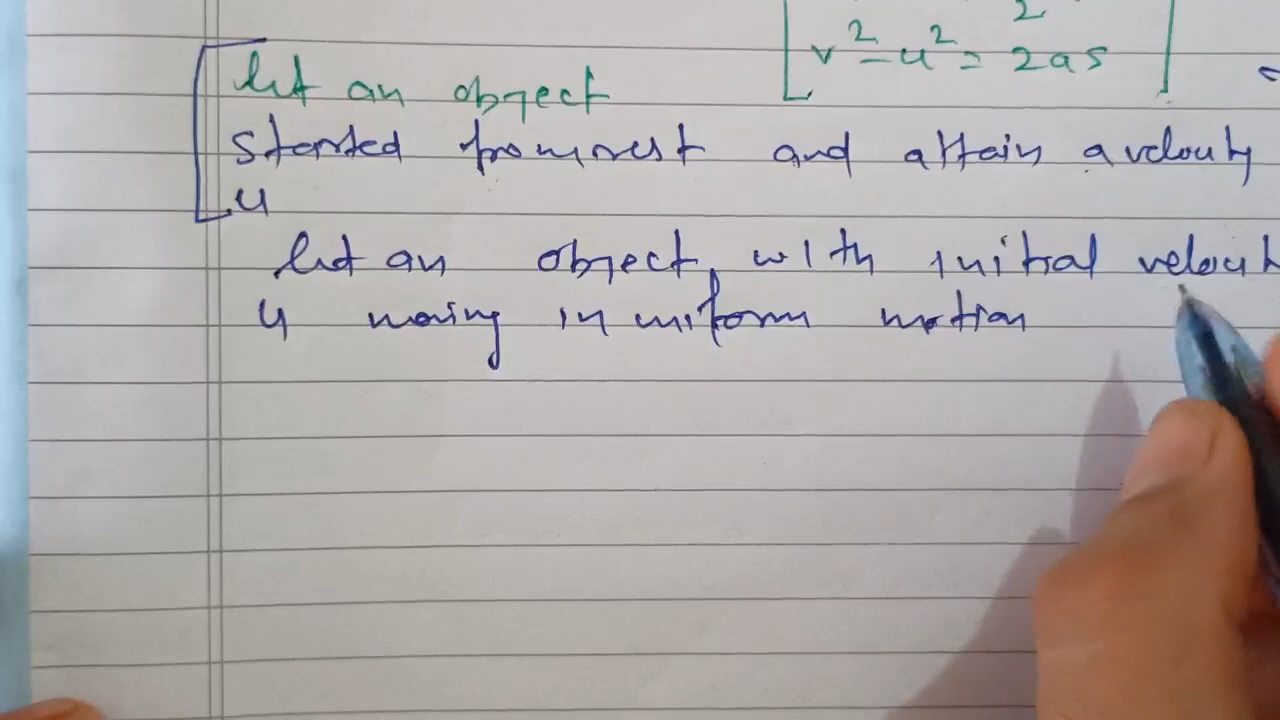 v² - u² = 2as
let an object
started from rest and attain a velocity
u
let an object, with initial velocit
u moving in uniform motion